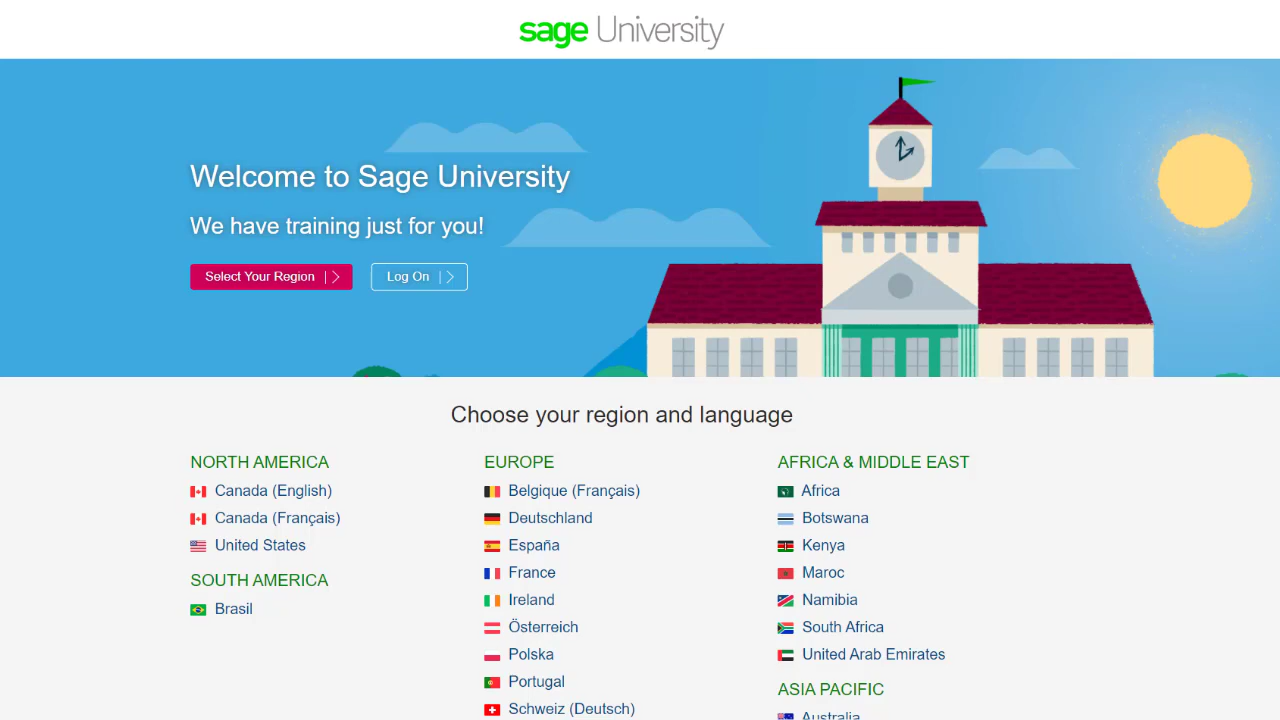 sage University
Welcome to Sage University
We have training just for you!
Select Your Region
Log On
Choose your region and language
NORTH AMERICA
Canada (English)
Canada (Français)
United States
SOUTH AMERICA
Brasil
EUROPE
Belgique (Français)
Deutschland
España
France
Ireland
Österreich
Polska
Portugal
Schweiz (Deutsch)
AFRICA & MIDDLE EAST
Africa
Botswana
Kenya
Maroc
Namibia
South Africa
United Arab Emirates
ASIA PACIFIC
Australia